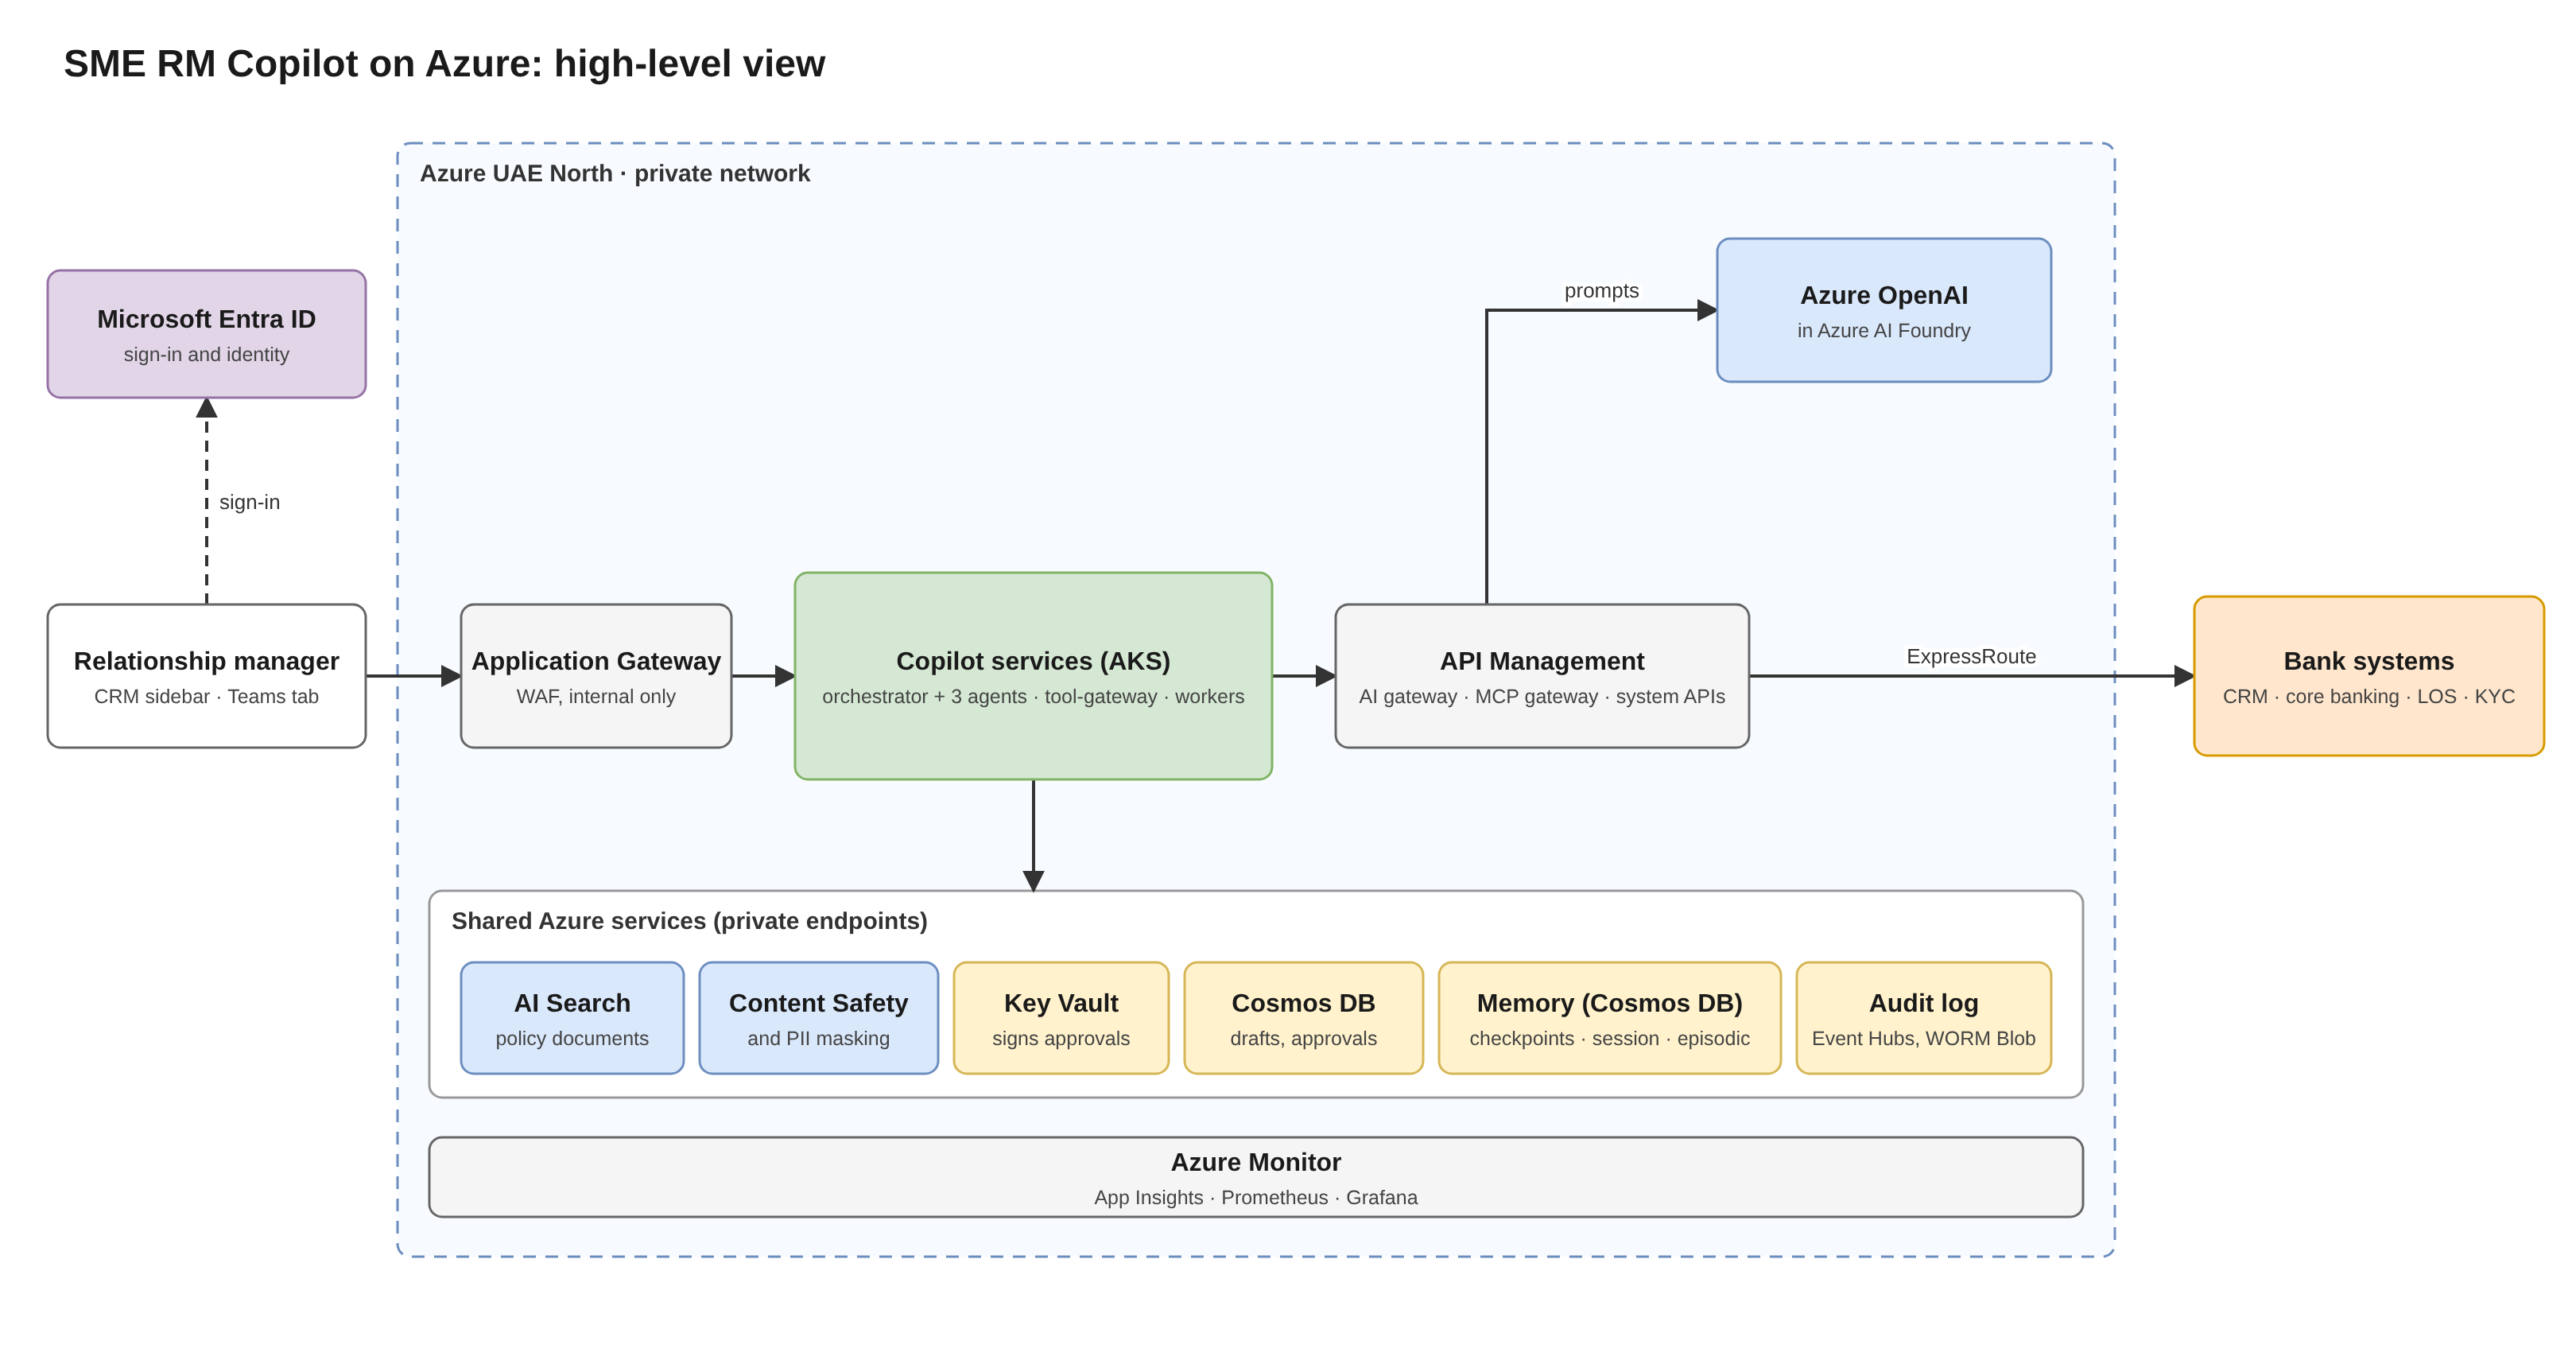 SME RM Copilot on Azure: high-level view
Azure UAE North · private network
Microsoft Entra ID
sign-in and identity
prompts
Azure OpenAI
in Azure AI Foundry
sign-in
Relationship manager
CRM sidebar · Teams tab
Application Gateway
WAF, internal only
Copilot services (AKS)
orchestrator + 3 agents · tool-gateway · workers
API Management
AI gateway · MCP gateway · system APIs
ExpressRoute
Bank systems
CRM · core banking · LOS · KYC
Shared Azure services (private endpoints)
AI Search
policy documents
Content Safety
and PII masking
Key Vault
signs approvals
Cosmos DB
drafts, approvals
Memory (Cosmos DB)
checkpoints · session · episodic
Audit log
Event Hubs, WORM Blob
Azure Monitor
App Insights · Prometheus · Grafana